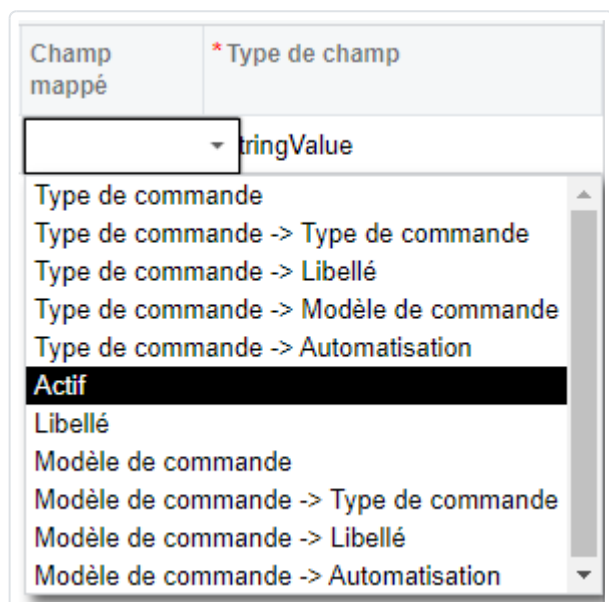 Champ
mappé
* Type de champ
tringValue
Type de commande
Type de commande -> Type de commande
Type de commande -> Libellé
Type de commande -> Modèle de commande
Type de commande -> Automatisation
Actif
Libellé
Modèle de commande
Modèle de commande -> Type de commande
Modèle de commande -> Libellé
Modèle de commande -> Automatisation